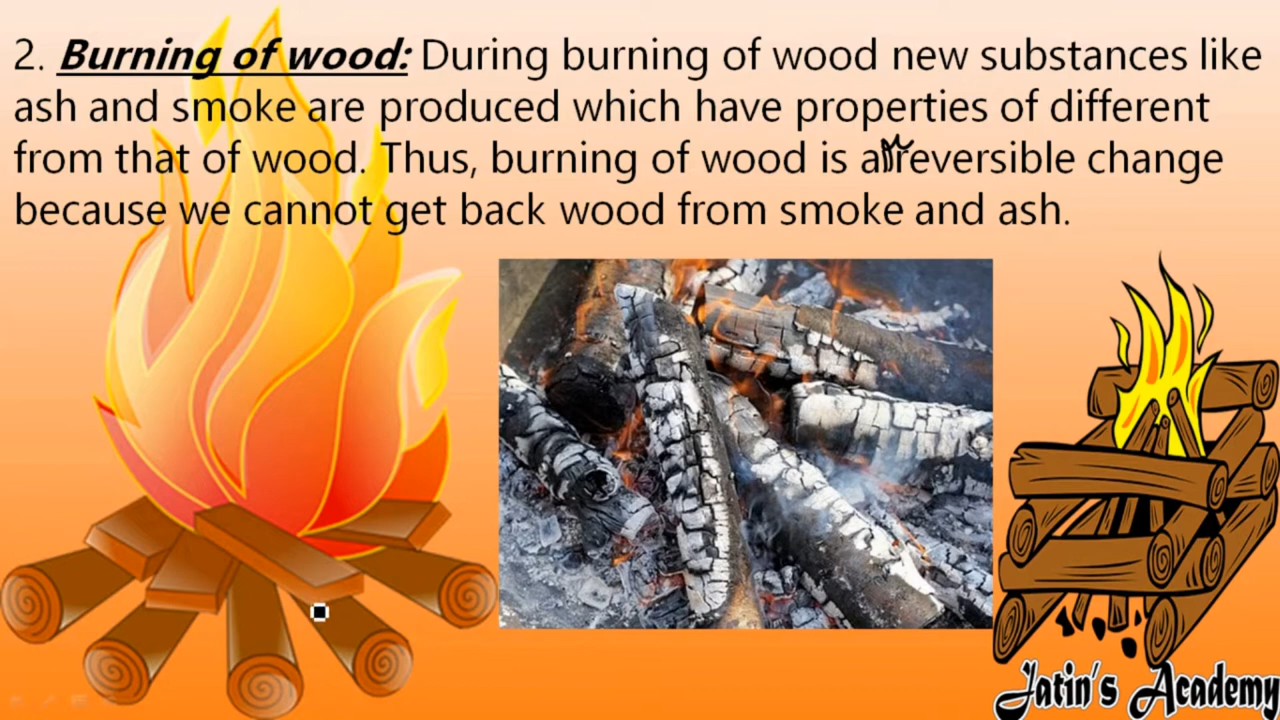 2. Burning of wood: During burning of wood new substances like
ash and smoke are produced which have properties of different
from that of wood. Thus, burning of wood is irreversible change
because we cannot get back wood from smoke and ash.
Jatin's Academy